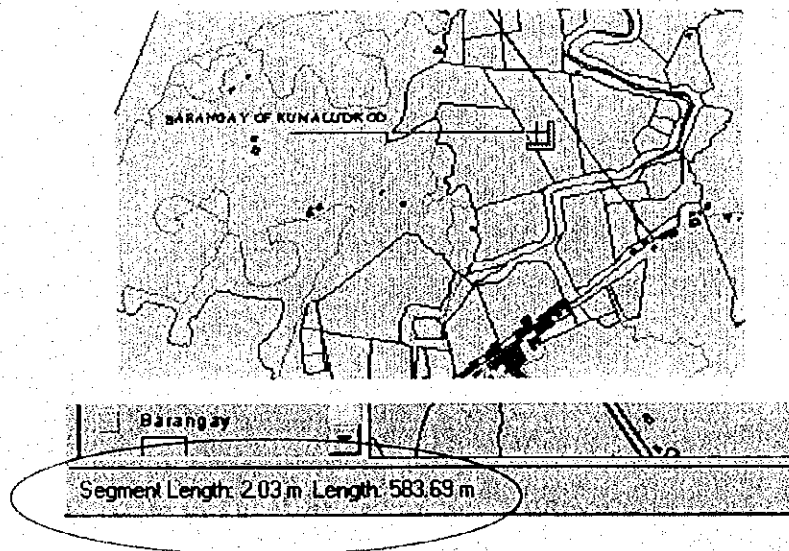 BARANGAY OF KUNALUDKOD
Barangay
Segment Length: 2.03 m Length: 583.69 m